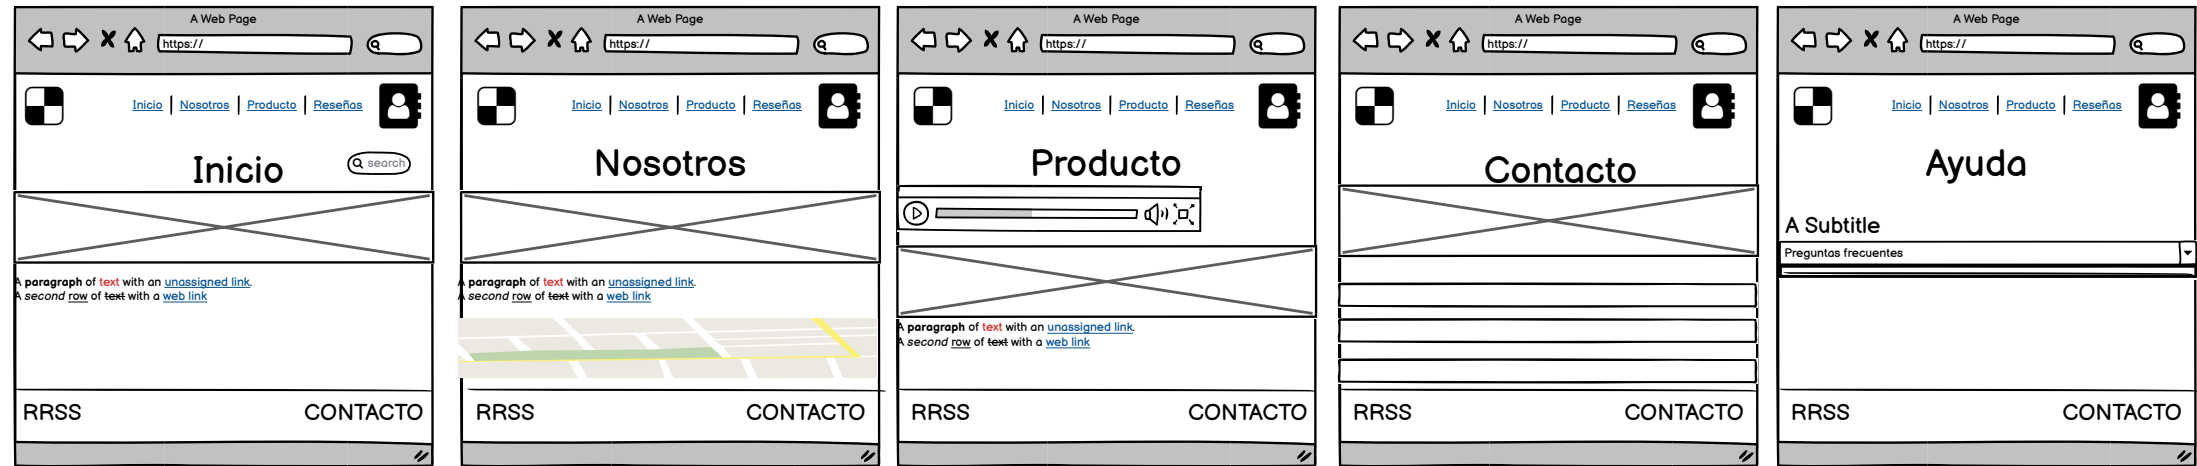 A Web Page
https://
Inicio | Nosotros | Producto | Reseñas
Inicio
search
A paragraph of text with an unassigned link.
A second row of text with a web link
RRSS
CONTACTO
A Web Page
https://
Inicio | Nosotros | Producto | Reseñas
Nosotros
A paragraph of text with an unassigned link.
A second row of text with a web link
RRSS
CONTACTO
A Web Page
https://
Inicio | Nosotros | Producto | Reseñas
Producto
A paragraph of text with an unassigned link.
A second row of text with a web link
RRSS
CONTACTO
A Web Page
https://
Inicio | Nosotros | Producto | Reseñas
Contacto
RRSS
CONTACTO
A Web Page
https://
Inicio | Nosotros | Producto | Reseñas
Ayuda
A Subtitle
Preguntas frecuentes
RRSS
CONTACTO